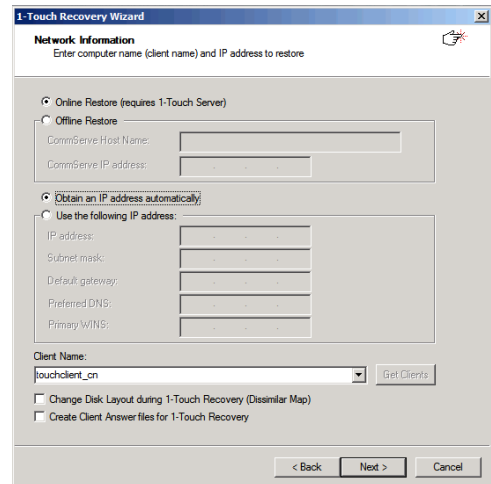 1-Touch Recovery Wizard
Network Information
Enter computer name (client name) and IP address to restore
Online Restore (requires 1-Touch Server)
Offline Restore
CommServe Host Name:
CommServe IP address:
Obtain an IP address automatically
Use the following IP address:
IP address:
Subnet mask:
Default gateway:
Preferred DNS:
Primary WINS:
Client Name:
touchclient_cn
Get Clients
Change Disk Layout during 1-Touch Recovery (Dissimilar Map)
Create Client Answer files for 1-Touch Recovery
< Back Next > Cancel